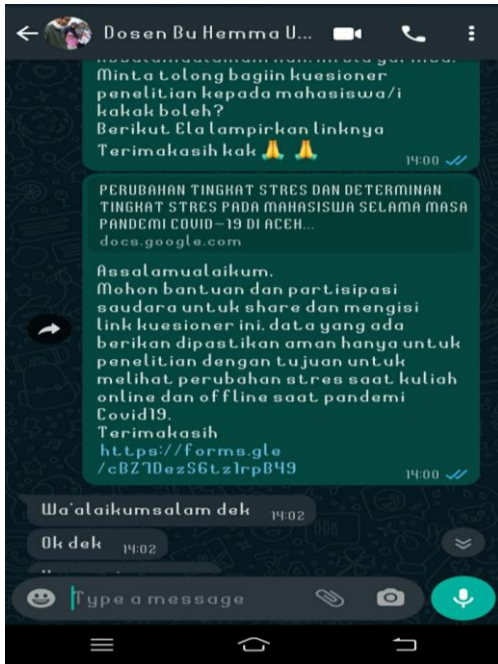 Dosen Bu Hemma U...
Minta tolong bagiin kuesioner
penelitian kepada mahasiswa/i
kakak boleh?
Berikut Ela lampirkan linknya
Terimakasih kak 🙏 🙏
14:00
PERUBAHAN TINGKAT STRES DAN DETERMINAN
TINGKAT STRES PADA MAHASISWA SELAMA MASA
PANDEMI COVID-19 DI ACEH...
docs.google.com
Assalamualaikum,
Mohon bantuan dan partisipasi
saudara untuk share dan mengisi
link kuesioner ini. data yang ada
berikan dipastikan aman hanya untuk
penelitian dengan tujuan untuk
melihat perubahan stres saat kuliah
online dan offline saat pandemi
Covid19.
Terimakasih
https://forms.gle
/cBZ7DezS6tz1rpB49
14:00
Wa'alaikumsalam dek 14:02
Ok dek 14:02
Type a message